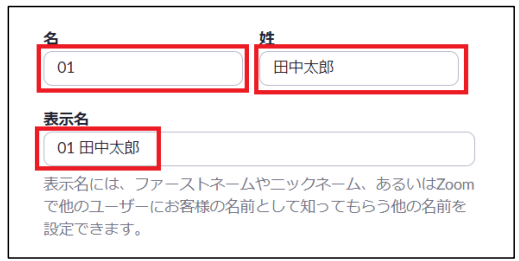 名 姓
01 田中太郎
表示名
01 田中太郎
表示名には、ファーストネームやニックネーム、あるいはZoom
で他のユーザーにお客様の名前として知ってもらう他の名前を
設定できます。